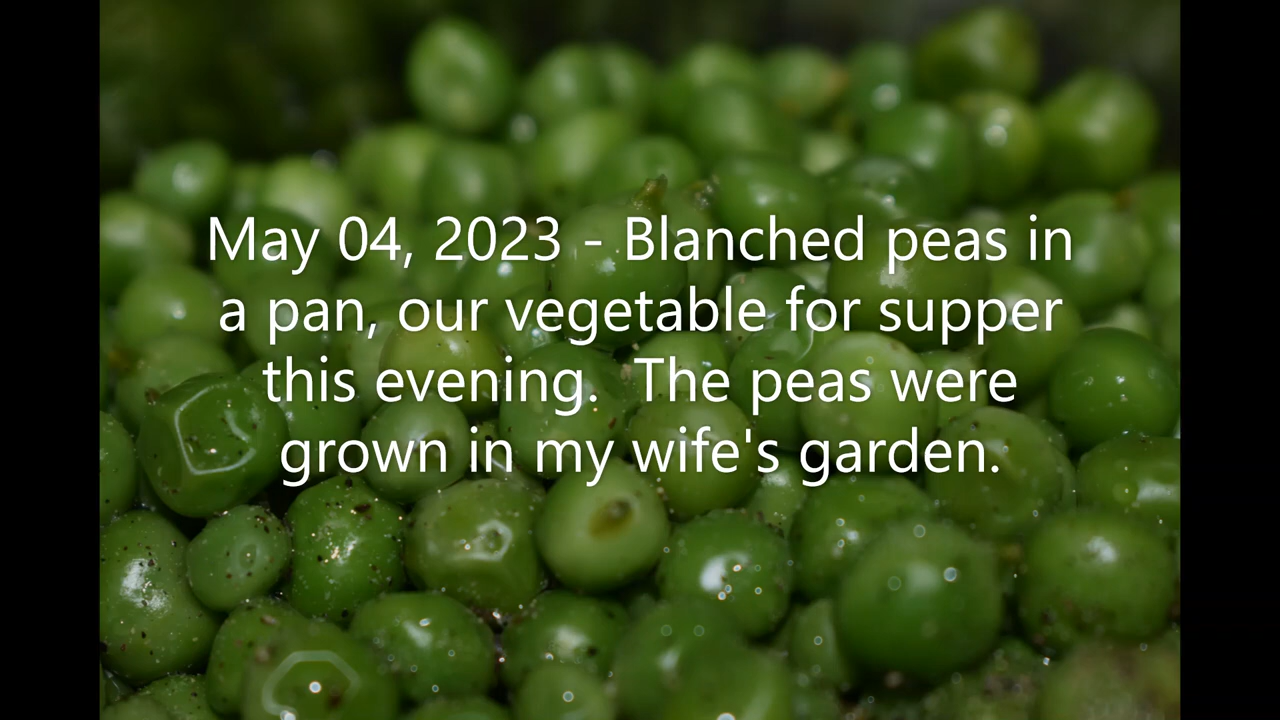 May 04, 2023 - Blanched peas in
a pan, our vegetable for supper
this evening.  The peas were
grown in my wife's garden.